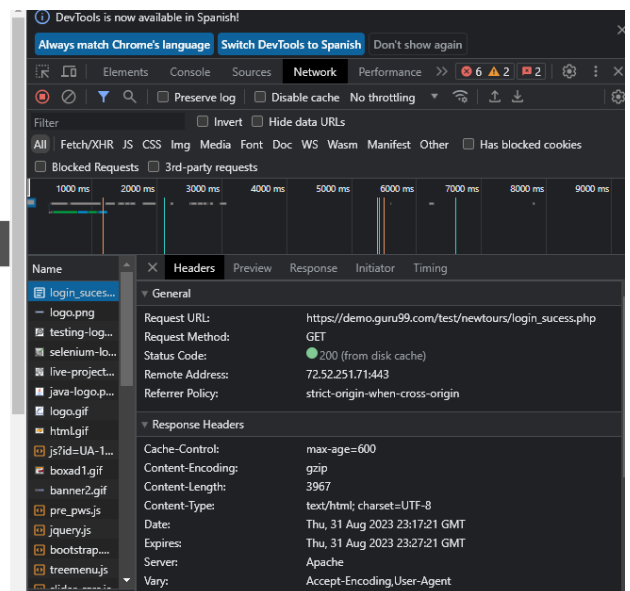 DevTools is now available in Spanish!
Always match Chrome's language Switch DevTools to Spanish Don't show again
Elements Console Sources Network Performance 6 2 2
Preserve log Disable cache No throttling
Filter Invert Hide data URLs
All Fetch/XHR JS CSS Img Media Font Doc WS Wasm Manifest Other Has blocked cookies
Blocked Requests 3rd-party requests
1000 ms 2000 ms 3000 ms 4000 ms 5000 ms 6000 ms 7000 ms 8000 ms 9000 ms
Name Headers Preview Response Initiator Timing
login_suces...
logo.png
testing-log...
selenium-lo...
live-project...
java-logo.p...
logo.gif
html.gif
js?id=UA-1...
boxad1.gif
banner2.gif
pre_pws.js
jquery.js
bootstrap....
treemenu.js
General
Request URL: https://demo.guru99.com/test/newtours/login_sucess.php
Request Method: GET
Status Code: 200 (from disk cache)
Remote Address: 72.52.251.71:443
Referrer Policy: strict-origin-when-cross-origin
Response Headers
Cache-Control: max-age=600
Content-Encoding: gzip
Content-Length: 3967
Content-Type: text/html; charset=UTF-8
Date: Thu, 31 Aug 2023 23:17:21 GMT
Expires: Thu, 31 Aug 2023 23:27:21 GMT
Server: Apache
Vary: Accept-Encoding,User-Agent